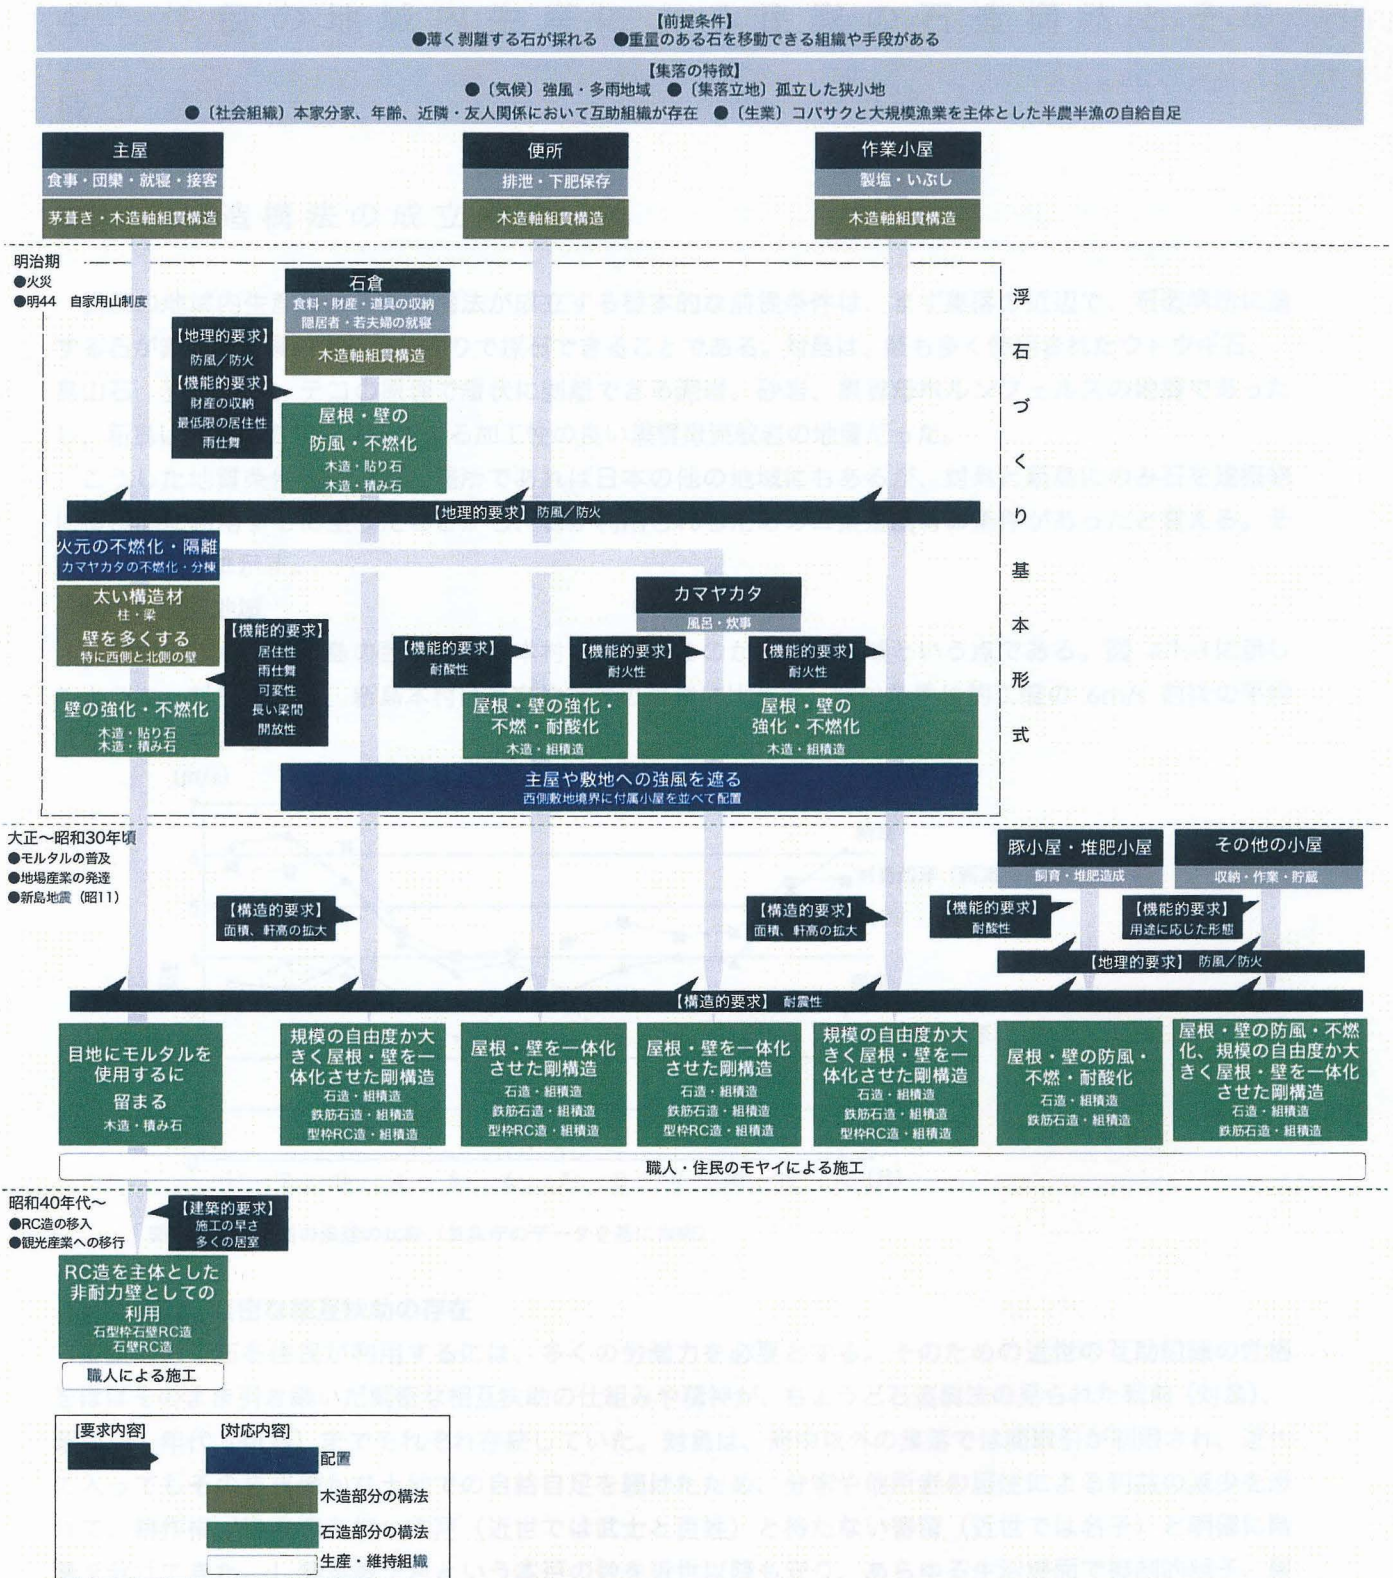 【前提条件】
●薄く剥離する石が採れる　●重量のある石を移動できる組織や手段がある
【集落の特徴】
●〔気候〕強風・多雨地域　●〔集落立地〕孤立した狭小地
●〔社会組織〕本家分家、年齢、近隣・友人関係において互助組織が存在　●〔生業〕コバサクと大規模漁業を主体とした半農半漁の自給自足
主屋
食事・団欒・就寝・接客
茅葺き・木造軸組貫構造
便所
排泄・下肥保存
木造軸組貫構造
作業小屋
製塩・いぶし
木造軸組貫構造
明治期
●火災
●明44　自家用山制度
石倉
食料・財産・道具の収納
隠居者・若夫婦の就寝
木造軸組貫構造
【地理的要求】
防風／防火
【機能的要求】
財産の収納
最低限の居住性
雨仕舞
屋根・壁の
防風・不燃化
木造・貼り石
木造・積み石
浮石づくり基本形式
【地理的要求】 防風／防火
火元の不燃化・隔離
カマヤカタの不燃化・分棟
太い構造材
柱・梁
壁を多くする
特に西側と北側の壁
壁の強化・不燃化
木造・貼り石
木造・積み石
【機能的要求】
居住性
雨仕舞
可変性
長い梁間
開放性
カマヤカタ
風呂・炊事
【機能的要求】
耐酸性
【機能的要求】
耐火性
【機能的要求】
耐火性
屋根・壁の強化・
不燃・耐酸化
木造・組積造
屋根・壁の
強化・不燃化
木造・組積造
主屋や敷地への強風を遮る
西側敷地境界に付属小屋を並べて配置
大正～昭和30年頃
●モルタルの普及
●地場産業の発達
●新島地震（昭11）
豚小屋・堆肥小屋
飼育・堆肥造成
その他の小屋
収納・作業・貯蔵
【構造的要求】
面積、軒高の拡大
【構造的要求】
面積、軒高の拡大
【機能的要求】
耐酸性
【機能的要求】
用途に応じた形態
【地理的要求】 防風／防火
【構造的要求】 耐震性
目地にモルタルを
使用するに
留まる
木造・積み石
規模の自由度か大
きく屋根・壁を一
体化させた剛構造
石造・組積造
鉄筋石造・組積造
型枠RC造・組積造
屋根・壁を一体化
させた剛構造
石造・組積造
鉄筋石造・組積造
型枠RC造・組積造
屋根・壁を一体化
させた剛構造
石造・組積造
鉄筋石造・組積造
型枠RC造・組積造
規模の自由度か大
きく屋根・壁を一
体化させた剛構造
石造・組積造
鉄筋石造・組積造
型枠RC造・組積造
屋根・壁の防風・
不燃・耐酸化
石造・組積造
鉄筋石造・組積造
屋根・壁の防風・不燃
化、規模の自由度か大
きく屋根・壁を一体化
させた剛構造
石造・組積造
鉄筋石造・組積造
職人・住民のモヤイによる施工
昭和40年代～
●RC造の移入
●観光産業への移行
【建築的要求】
施工の早さ
多くの居室
RC造を主体とした
非耐力壁としての
利用
石型枠石壁RC造
石壁RC造
職人による施工
[要求内容]
[対応内容]
配置
木造部分の構法
石造部分の構法
生産・維持組織